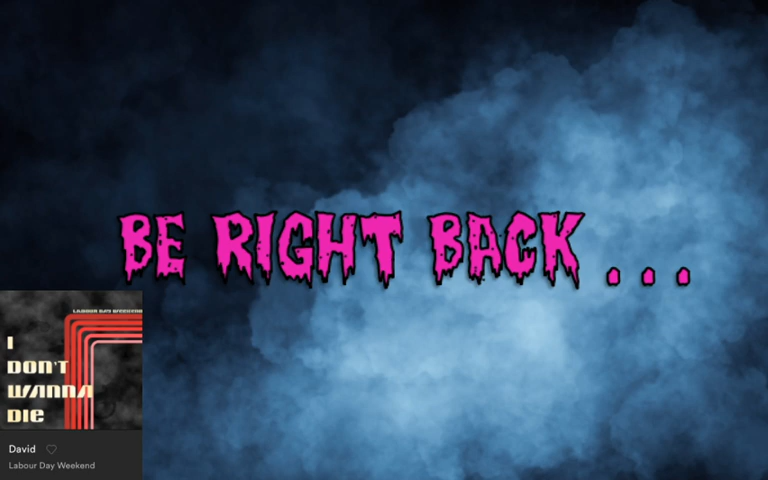 BE RIGHT BACK . . .
LABOUR DAY WEEKEND
I
DON'T
WANNA
DIE
David
Labour Day Weekend